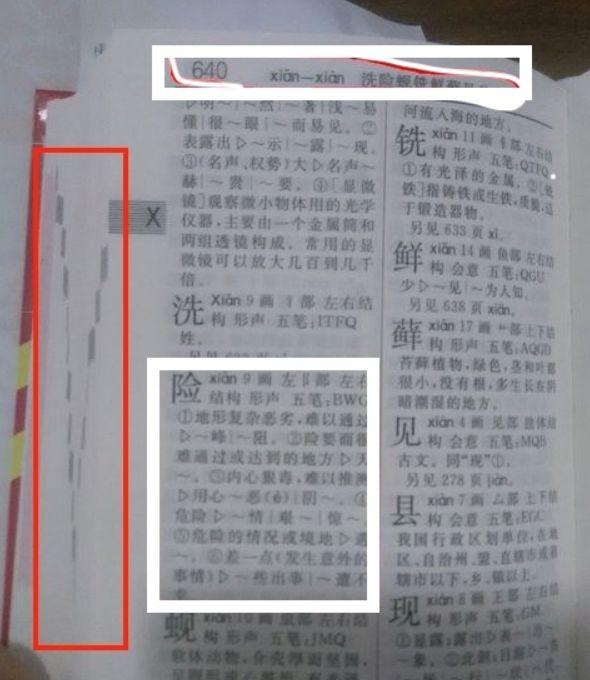 640 xiǎn—xiàn 洗险蚬铣鲜藓见
▷明～|～然|～著|浅～易
懂|很～眼|～而易见。②
表露出▷～示|～露|～现。
③(名声、权势)大▷名声～
赫|～贵|～要。④[显微
镜]观察微小物体用的光学
仪器,主要由一个金属筒和
两组透镜构成。常用的显
微镜可以放大几百到几千
倍。
X
洗 Xiǎn 9画 氵部 左右结
构 形声 五笔:ITFQ
姓。
险 xiǎn 9画 左阝部 左右
结构 形声 五笔:BWG
①地形复杂恶劣,难以通过
▷～峰|～阻。②险要而很
难通过或达到的地方▷天
～。③内心狠毒,难以推测
▷用心～恶(è)|阴～。④
危险▷～情|艰～|惊～
⑤危险的情况或境地▷遇
～。⑥差一点(发生意外的
事情)▷～些出事|～遭不
蚬 xiǎn 10画 虫部 左右结
构 形声 五笔:JMQ
软体动物,介壳厚而坚固,
河流入海的地方。
铣 xiǎn 11画 钅部 左右结
构 形声 五笔:QTFQ
①有光泽的金属。②[
铁]指铸铁或生铁,质脆,适
于锻造器物。
另见 633 页 xǐ。
鲜 xiǎn 14画 鱼部 左右结
构 会意 五笔:QGU
少▷～见|～为人知。
另见 638 页 xiān。
藓 xiǎn 17画 艹部 上下结
构 形声 五笔:AQGD
苔藓植物,绿色,茎和叶都
很小,没有根,多生长在阴
暗潮湿的地方。
见 xiàn 4画 见部 独体结
构 会意 五笔:MQB
古文。同“现”①。
另见 278 页 jiàn。
县 xiàn 7画 厶部 上下结
构 会意 五笔:EGC
我国行政区划单位,在地
区、自治州、盟、直辖市或省
辖市以下,乡、镇以上。
现 xiàn 8画 王部 左右结
构 形声 五笔:GM
①显露;露出▷表～|出～
～象。②此刻;目前▷～